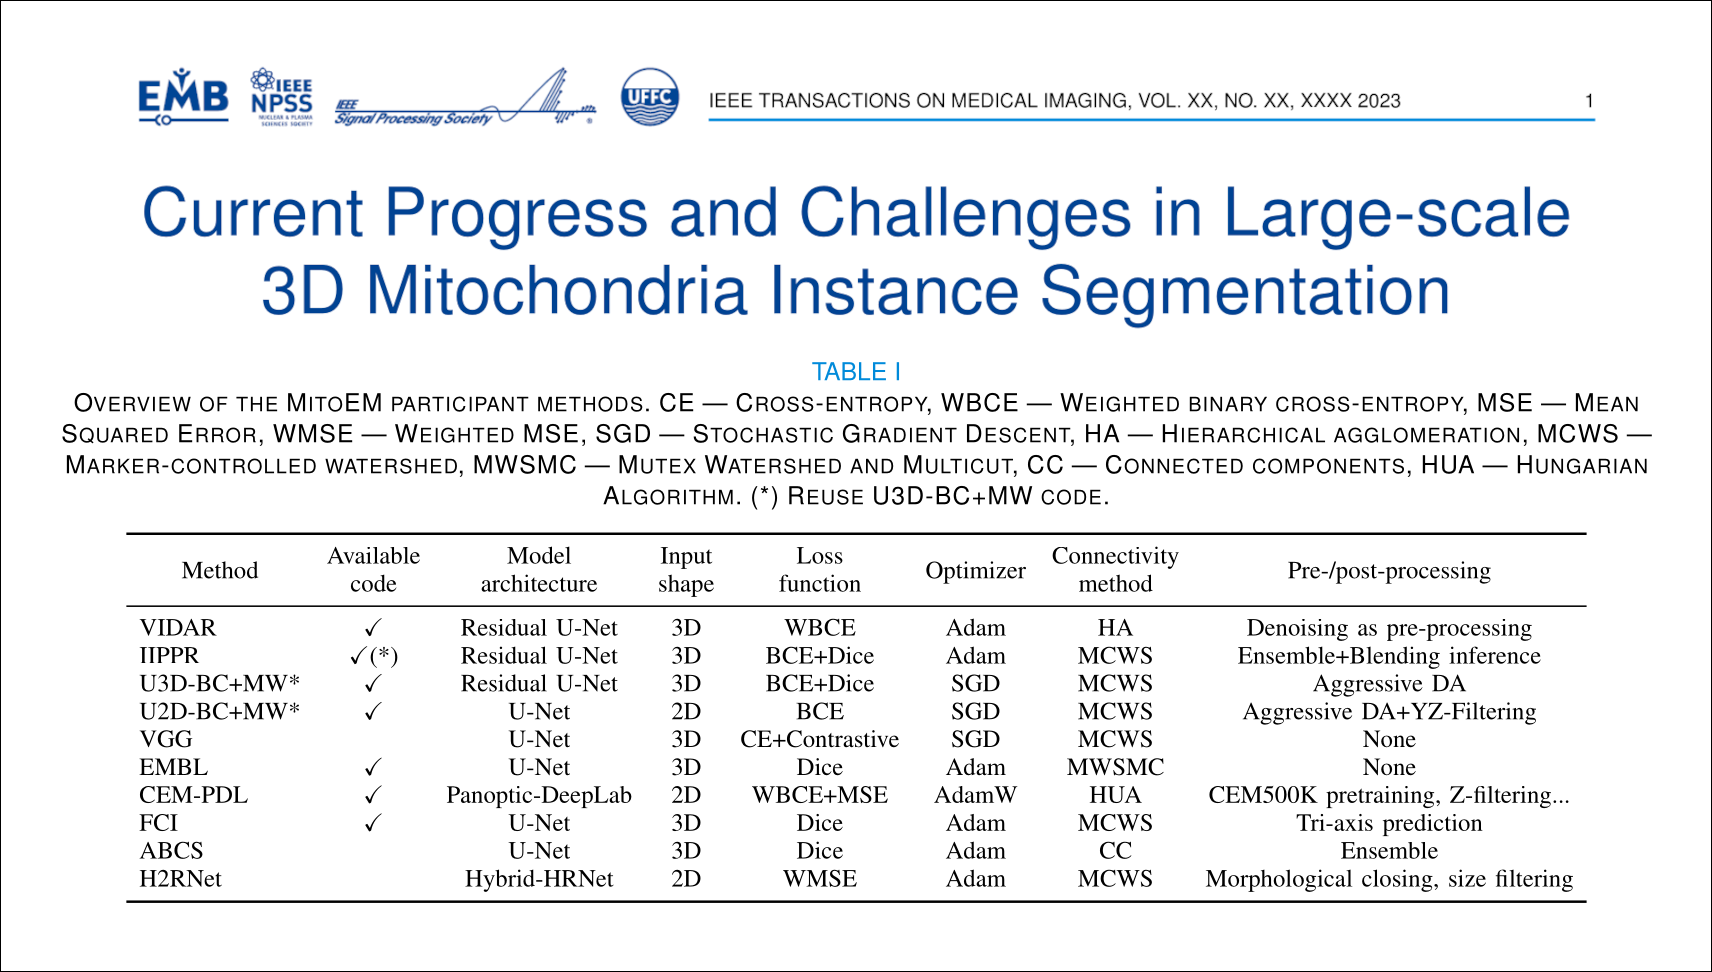 EMB
IEEE
NPSS
NUCLEAR & PLASMA
SCIENCES SOCIETY
IEEE
Signal Processing Society
®
UFFC
IEEE TRANSACTIONS ON MEDICAL IMAGING, VOL. XX, NO. XX, XXXX 2023 1
Current Progress and Challenges in Large-scale
3D Mitochondria Instance Segmentation
TABLE I
OVERVIEW OF THE MITOEM PARTICIPANT METHODS. CE — CROSS-ENTROPY, WBCE — WEIGHTED BINARY CROSS-ENTROPY, MSE — MEAN
SQUARED ERROR, WMSE — WEIGHTED MSE, SGD — STOCHASTIC GRADIENT DESCENT, HA — HIERARCHICAL AGGLOMERATION, MCWS —
MARKER-CONTROLLED WATERSHED, MWSMC — MUTEX WATERSHED AND MULTICUT, CC — CONNECTED COMPONENTS, HUA — HUNGARIAN
ALGORITHM. (*) REUSE U3D-BC+MW CODE.
Method Available code Model architecture Input shape Loss function Optimizer Connectivity method Pre-/post-processing
VIDAR ✓ Residual U-Net 3D WBCE Adam HA Denoising as pre-processing
IIPPR ✓(*) Residual U-Net 3D BCE+Dice Adam MCWS Ensemble+Blending inference
U3D-BC+MW* ✓ Residual U-Net 3D BCE+Dice SGD MCWS Aggressive DA
U2D-BC+MW* ✓ U-Net 2D BCE SGD MCWS Aggressive DA+YZ-Filtering
VGG U-Net 3D CE+Contrastive SGD MCWS None
EMBL ✓ U-Net 3D Dice Adam MWSMC None
CEM-PDL ✓ Panoptic-DeepLab 2D WBCE+MSE AdamW HUA CEM500K pretraining, Z-filtering...
FCI ✓ U-Net 3D Dice Adam MCWS Tri-axis prediction
ABCS U-Net 3D Dice Adam CC Ensemble
H2RNet Hybrid-HRNet 2D WMSE Adam MCWS Morphological closing, size filtering